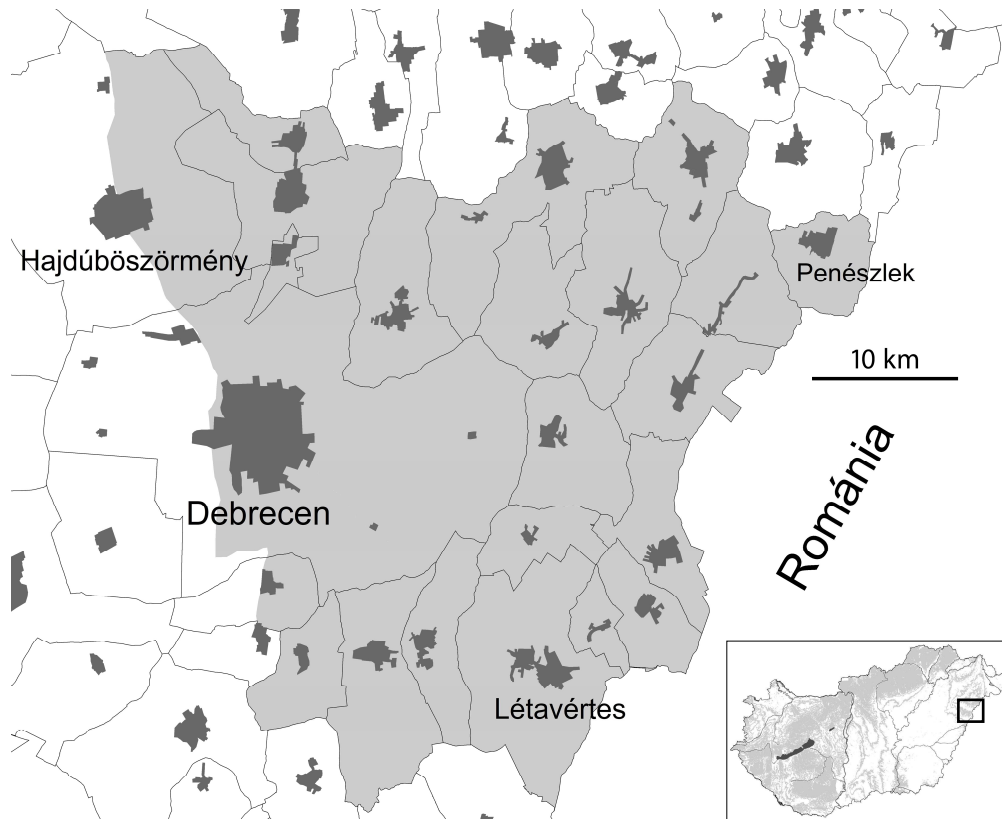 Hajdúböszörmény
Penészlek
10 km
Románia
Debrecen
Létavértes